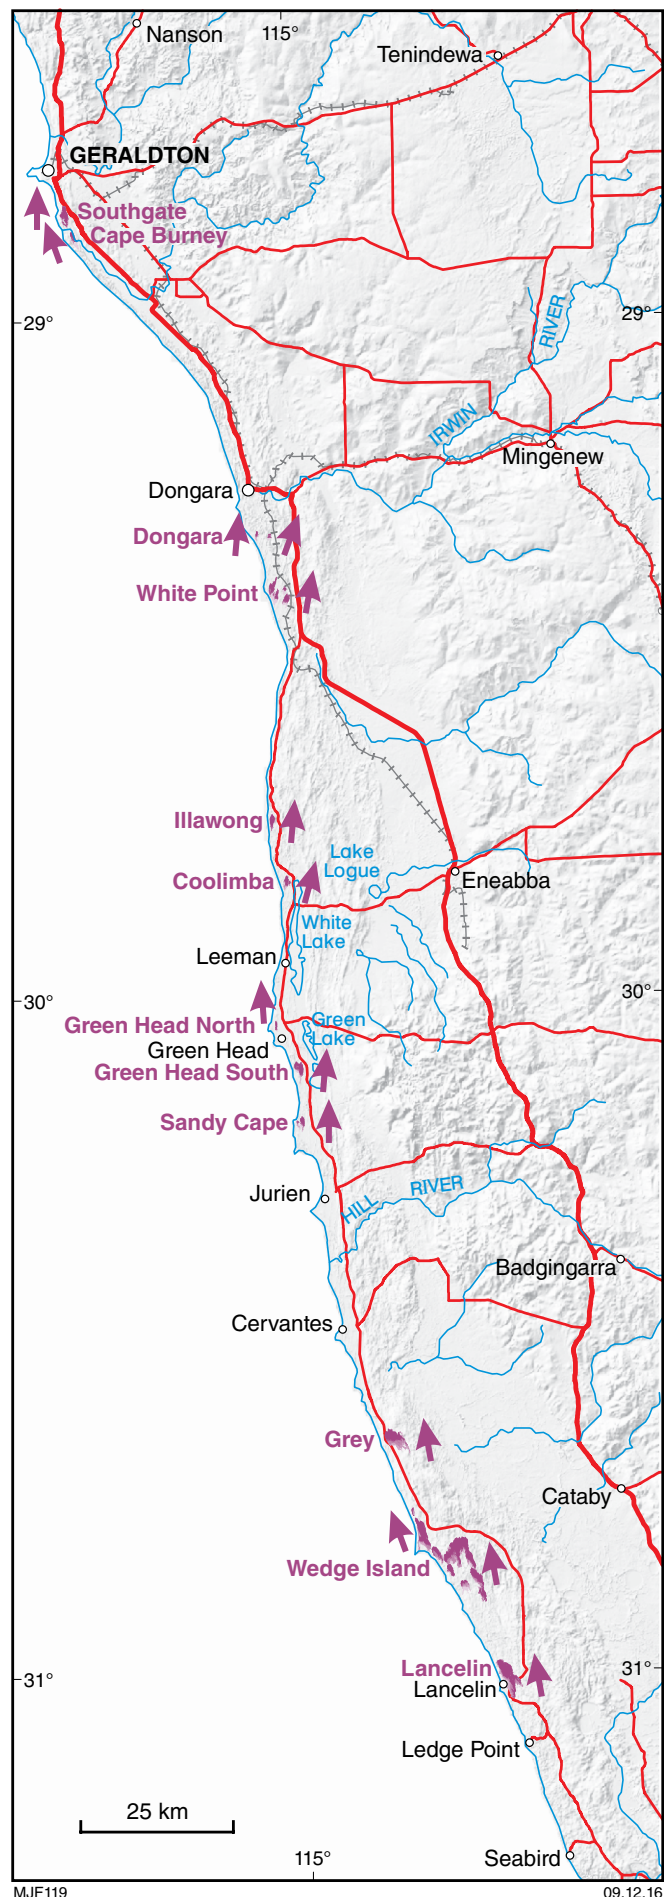 Nanson
115°
Tenindewa
GERALDTON
Southgate
Cape Burney
29°
29°
RIVER
IRWIN
Mingenew
Dongara
Dongara
White Point
Illawong
Lake
Logue
Coolimba
Eneabba
White
Lake
Leeman
30°
30°
Green Head North
Green
Lake
Green Head
Green Head South
Sandy Cape
Jurien
HILL
RIVER
Badgingarra
Cervantes
Grey
Cataby
Wedge Island
Lancelin
31°
31°
Lancelin
Ledge Point
25 km
115°
Seabird
MJF119
09.12.16